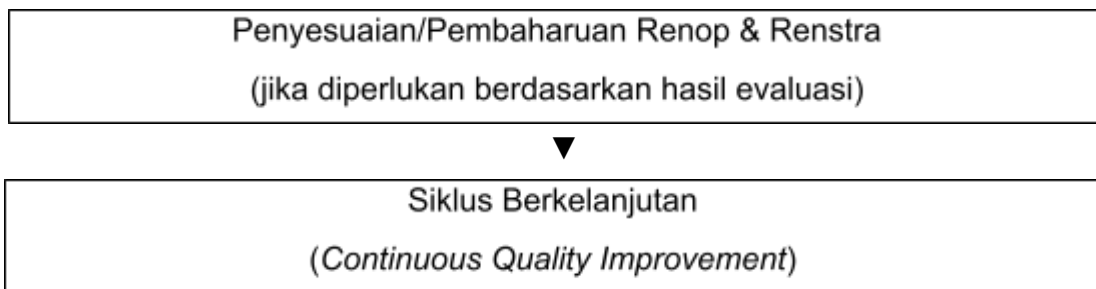 Penyesuaian/Pembaharuan Renop & Renstra
(jika diperlukan berdasarkan hasil evaluasi)
▼
Siklus Berkelanjutan
(Continuous Quality Improvement)